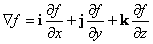 ∇f = i ∂f/∂x + j ∂f/∂y + k ∂f/∂z